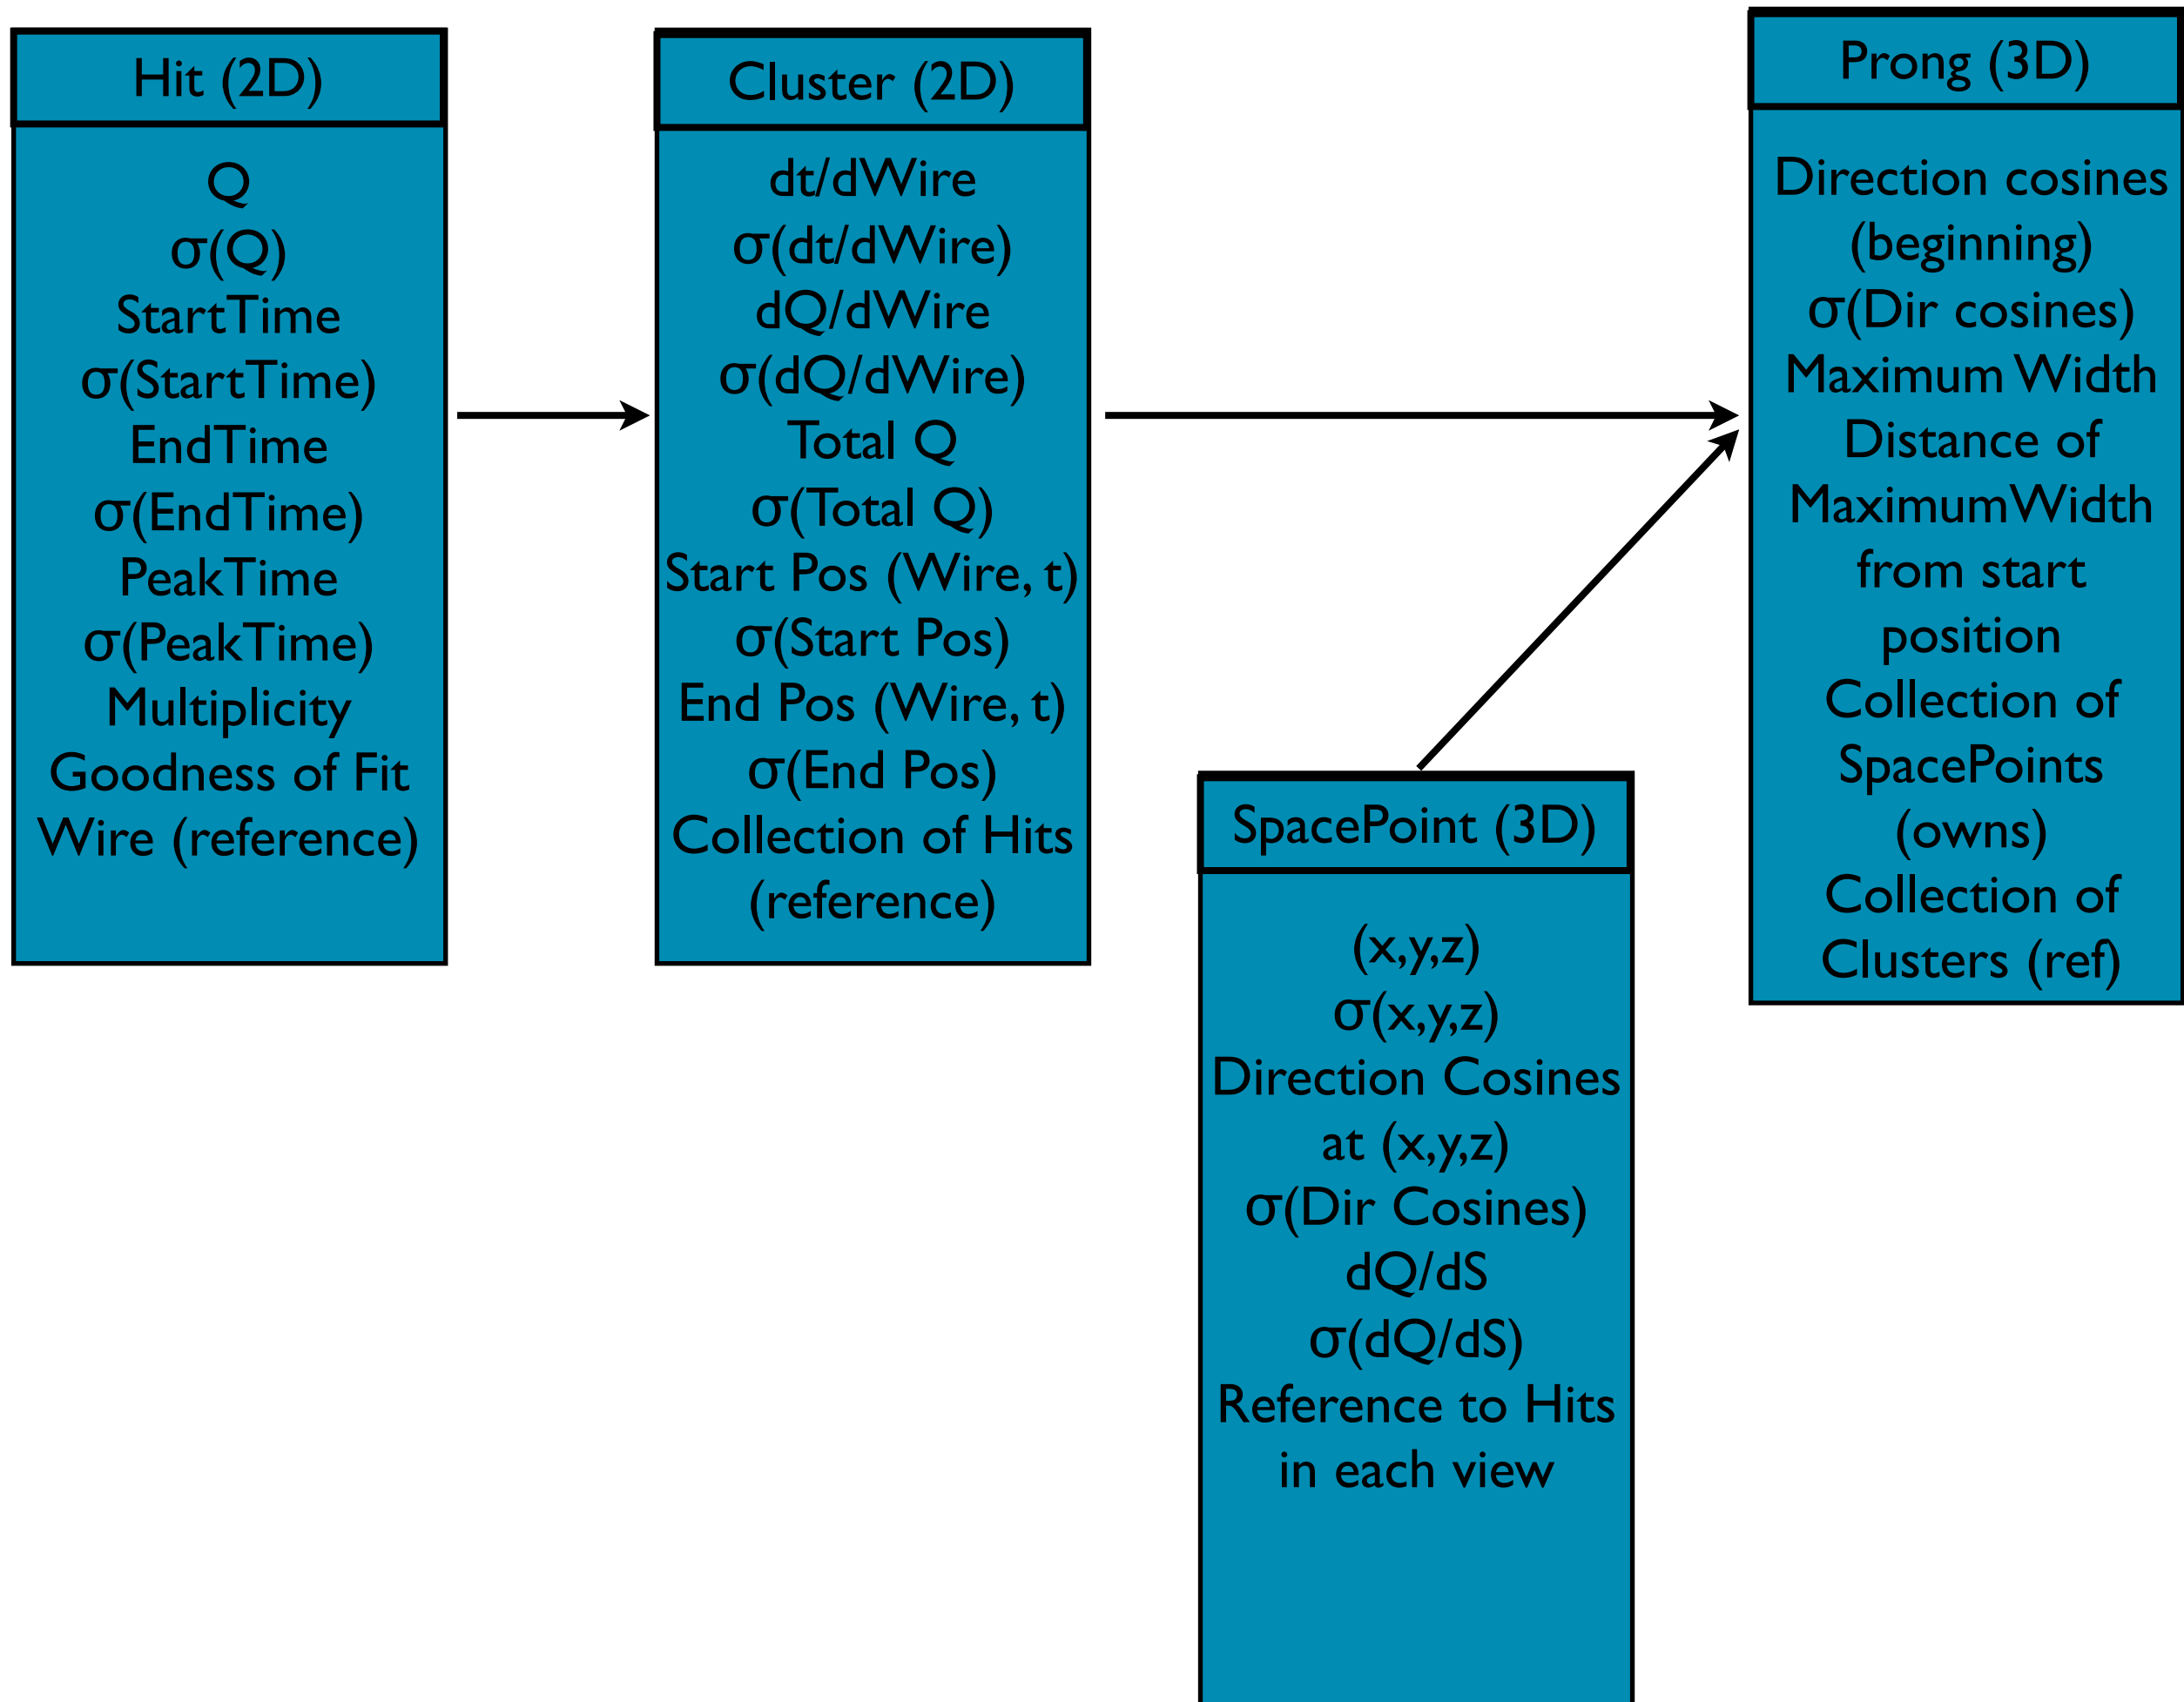 Hit (2D)
Q
σ(Q)
StartTime
σ(StartTime)
EndTime
σ(EndTime)
PeakTime
σ(PeakTime)
Multiplicity
Goodness of Fit
Wire (reference)
Cluster (2D)
dt/dWire
σ(dt/dWire)
dQ/dWire
σ(dQ/dWire)
Total Q
σ(Total Q)
Start Pos (Wire, t)
σ(Start Pos)
End Pos (Wire, t)
σ(End Pos)
Collection of Hits
(reference)
SpacePoint (3D)
(x,y,z)
σ(x,y,z)
Direction Cosines
at (x,y,z)
σ(Dir Cosines)
dQ/dS
σ(dQ/dS)
Reference to Hits
in each view
Prong (3D)
Direction cosines
(beginning)
σ(Dir cosines)
Maximum Width
Distance of
MaximumWidth
from start
position
Collection of
SpacePoints
(owns)
Collection of
Clusters (ref)